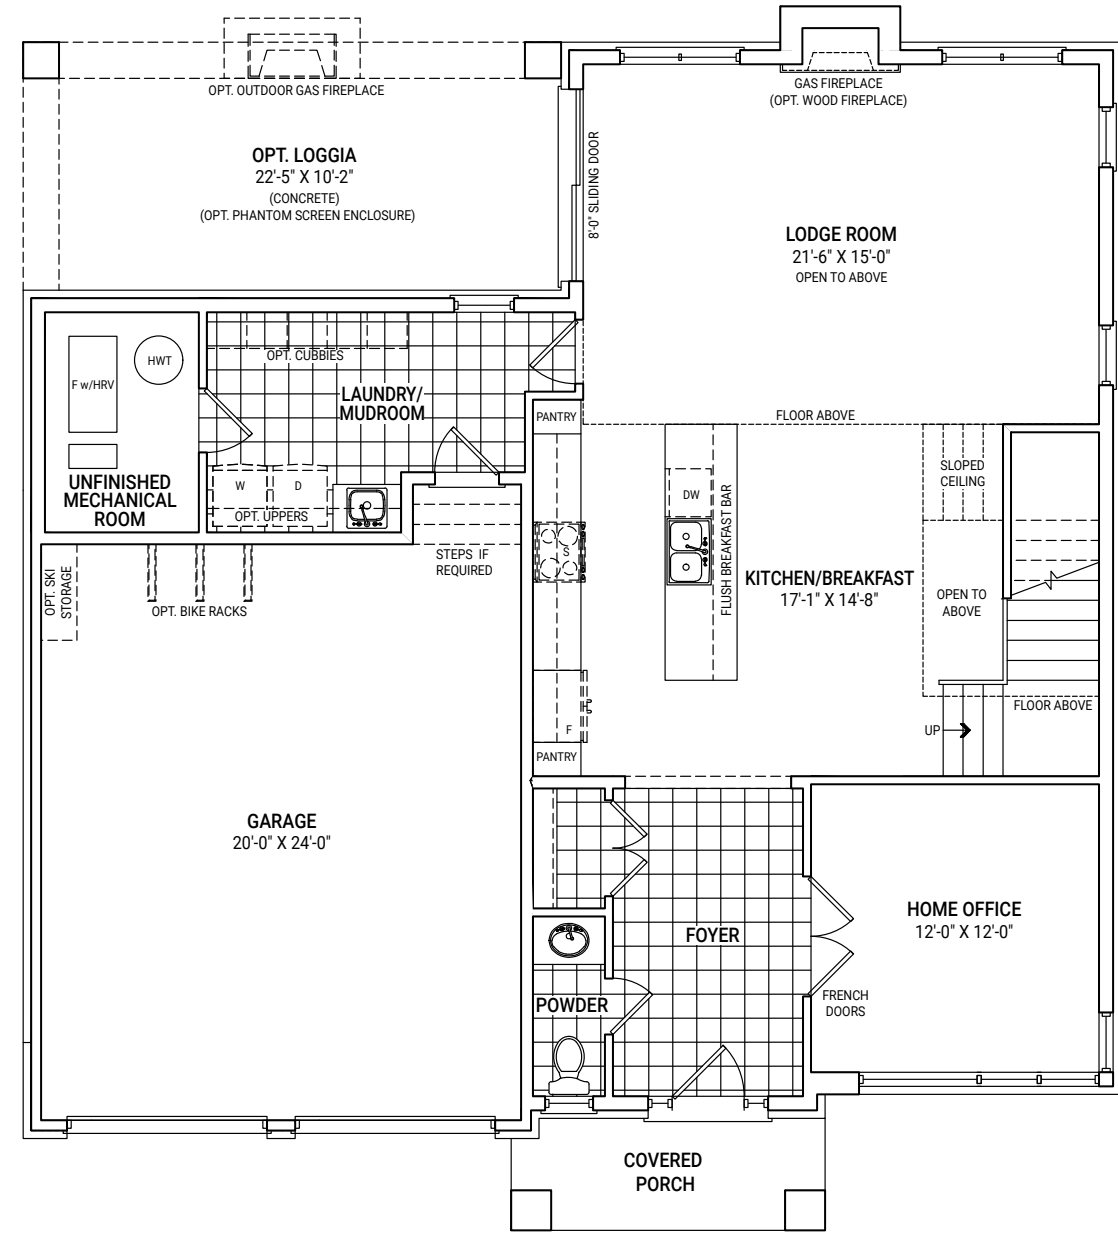 OPT. OUTDOOR GAS FIREPLACE
GAS FIREPLACE
(OPT. WOOD FIREPLACE)
OPT. LOGGIA
22'-5" X 10'-2"
(CONCRETE)
(OPT. PHANTOM SCREEN ENCLOSURE)
8'-0" SLIDING DOOR
LODGE ROOM
21'-6" X 15'-0"
OPEN TO ABOVE
HWT
F w/HRV
OPT. CUBBIES
LAUNDRY/
MUDROOM
UNFINISHED
MECHANICAL
ROOM
W
D
OPT. UPPERS
PANTRY
FLOOR ABOVE
SLOPED
CEILING
DW
FLUSH BREAKFAST BAR
S
KITCHEN/BREAKFAST
17'-1" X 14'-8"
OPEN TO
ABOVE
STEPS IF
REQUIRED
OPT. SKI
STORAGE
OPT. BIKE RACKS
FLOOR ABOVE
UP
F
PANTRY
GARAGE
20'-0" X 24'-0"
FOYER
HOME OFFICE
12'-0" X 12'-0"
FRENCH
DOORS
POWDER
COVERED
PORCH